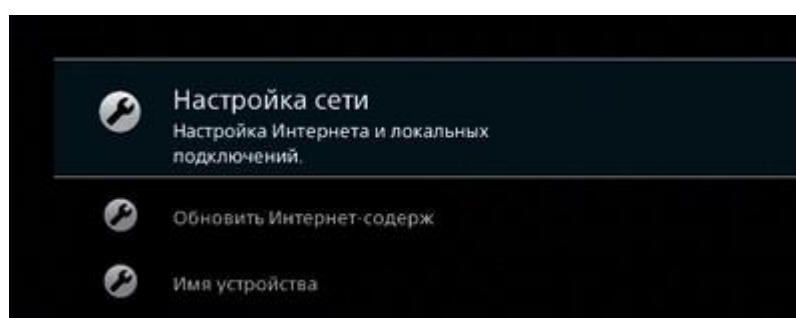 Настройка сети
Настройка Интернета и локальных
подключений.
Обновить Интернет-содерж
Имя устройства